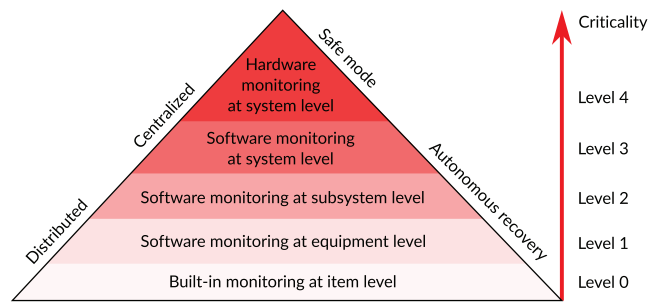 Criticality
Safe mode
Hardware
monitoring
at system level
Level 4
Centralized
Software monitoring
at system level
Level 3
Autonomous recovery
Software monitoring at subsystem level
Level 2
Distributed
Software monitoring at equipment level
Level 1
Built-in monitoring at item level
Level 0